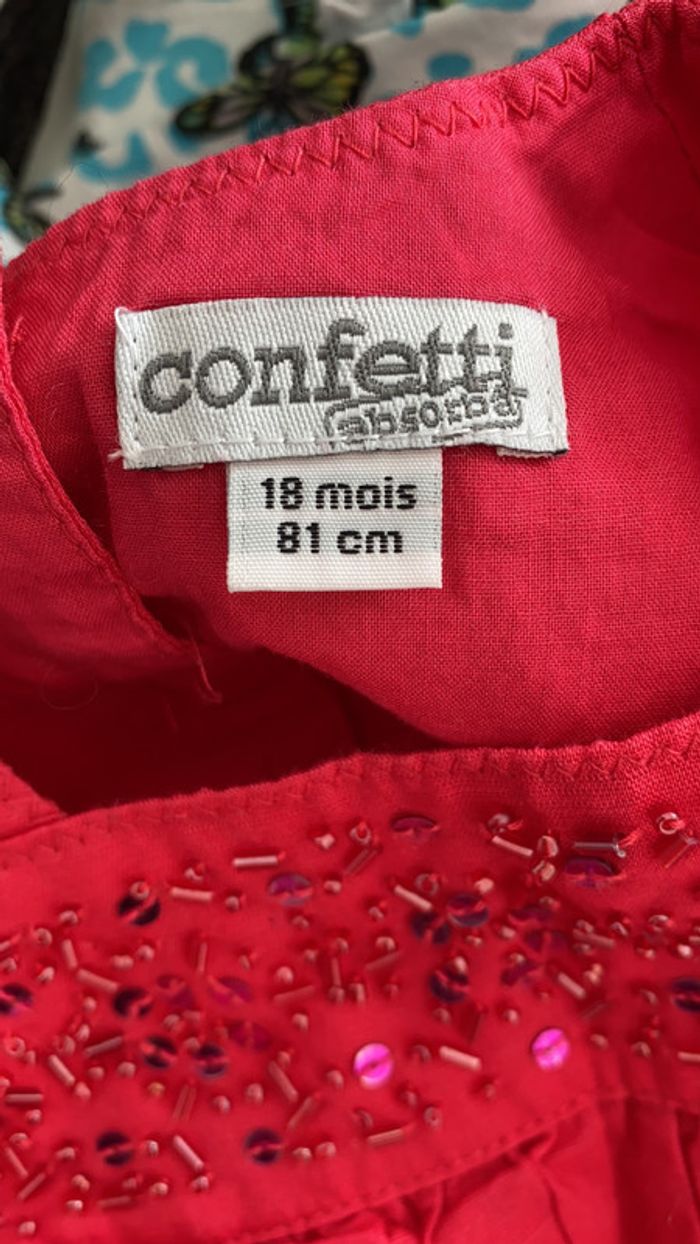 confetti
absorba
18 mois
81 cm